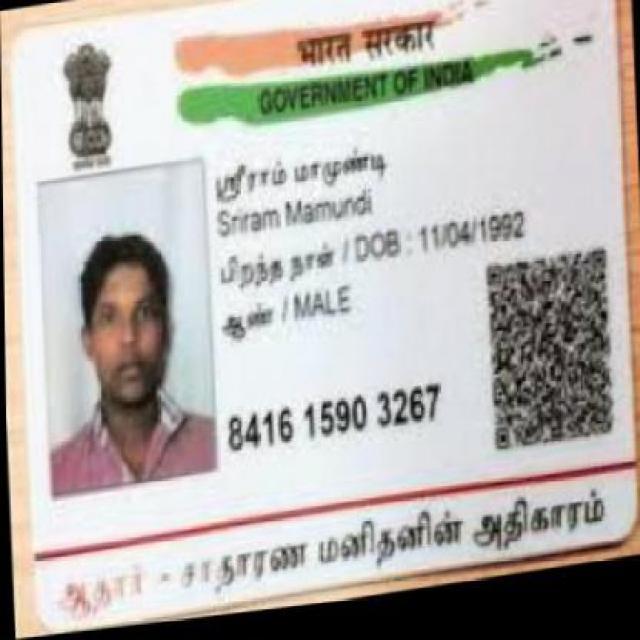 भारत सरकार
GOVERNMENT OF INDIA
ஸ்ரீராம் மாமுண்டி
Sriram Mamundi
பிறந்த நாள் / DOB : 11/04/1992
ஆண் / MALE
8416 1590 3267
ஆதார் - சாதாரண மனிதனின் அதிகாரம்